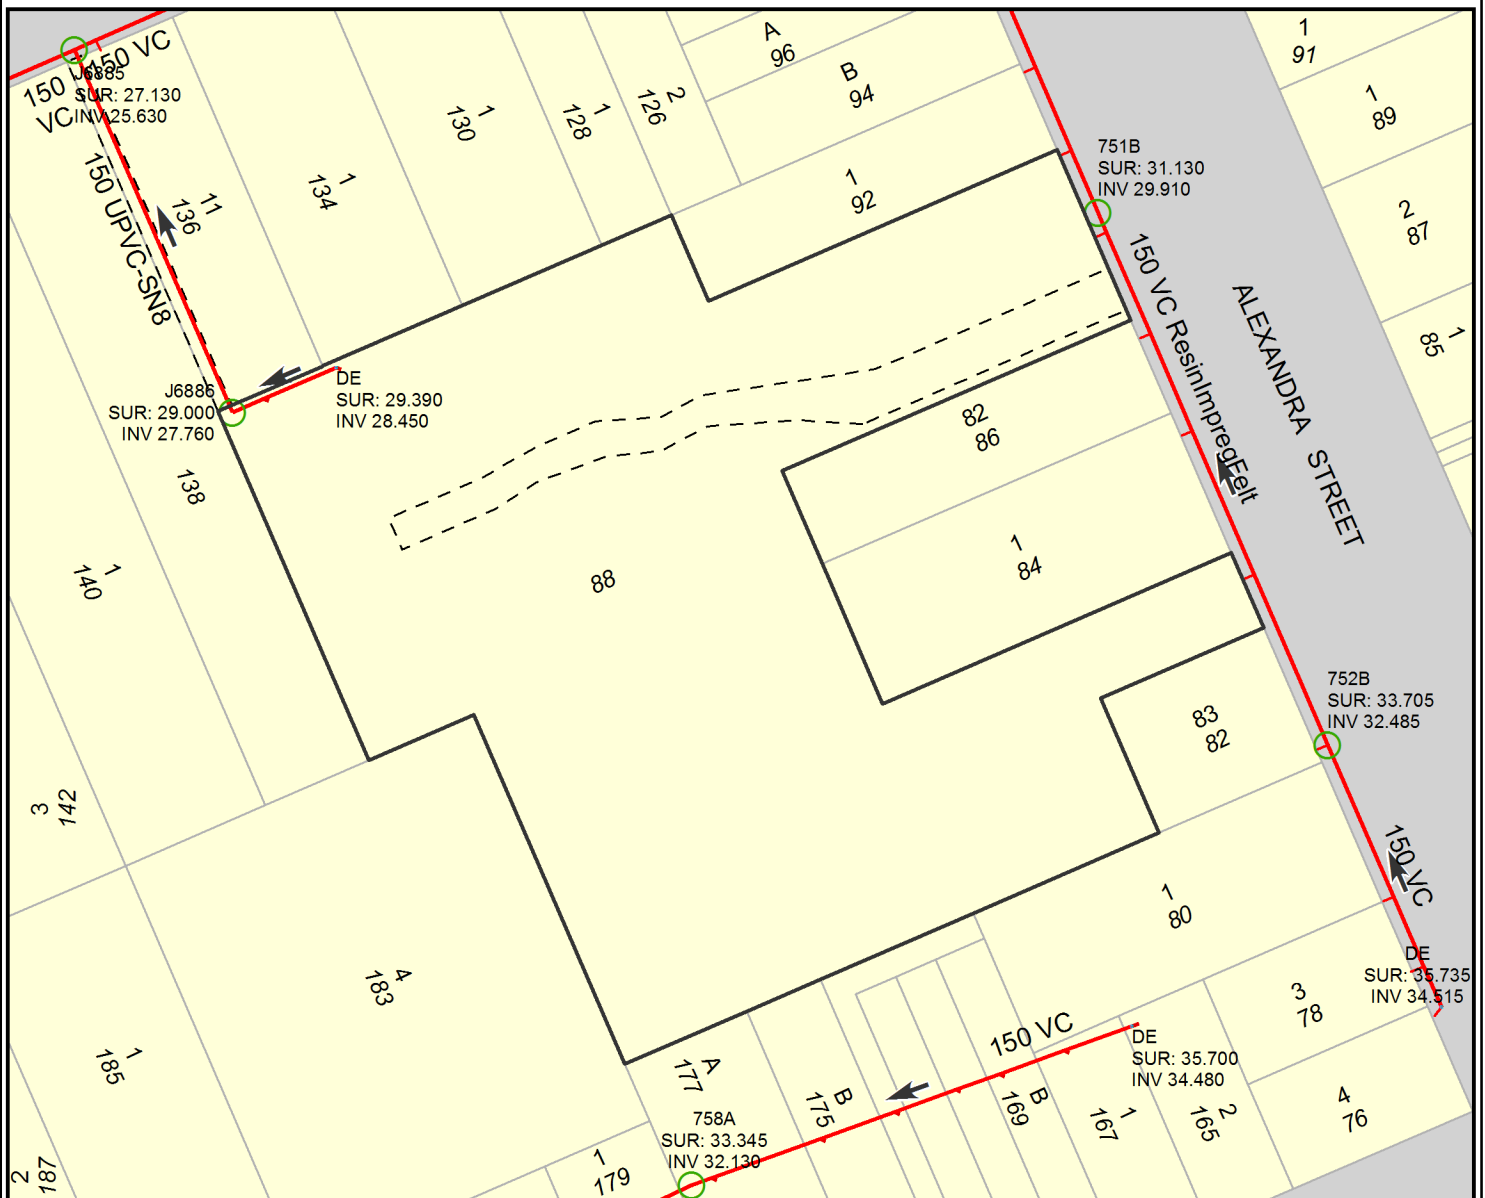 150 VC
150
VC
J6885
SUR: 27.130
INV 25.630
150 UPVC-SN8
11
136
1
134
1
130
1
128
2
126
A
96
B
94
1
92
1
91
1
89
2
87
1
85
751B
SUR: 31.130
INV 29.910
150 VC ResinImpregFelt
ALEXANDRA STREET
J6886
SUR: 29.000
INV 27.760
DE
SUR: 29.390
INV 28.450
138
1
140
3
142
88
82
86
1
84
83
82
752B
SUR: 33.705
INV 32.485
150 VC
1
80
DE
SUR: 35.735
INV 34.515
3
78
4
76
4
183
1
185
2
187
A
177
B
175
150 VC
DE
SUR: 35.700
INV 34.480
B
169
1
167
2
165
758A
SUR: 33.345
INV 32.130
1
179